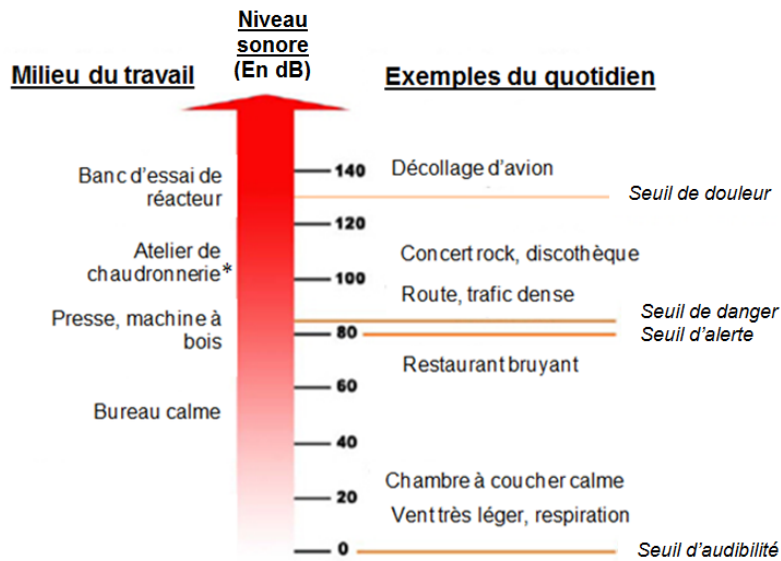 Niveau
sonore
(En dB)
Milieu du travail
Exemples du quotidien
140
Décollage d'avion
Banc d'essai de
réacteur
Seuil de douleur
120
Atelier de
chaudronnerie*
Concert rock, discothèque
100
Route, trafic dense
Presse, machine à
bois
Seuil de danger
80
Seuil d'alerte
Restaurant bruyant
60
Bureau calme
40
Chambre à coucher calme
20
Vent très léger, respiration
0
Seuil d'audibilité